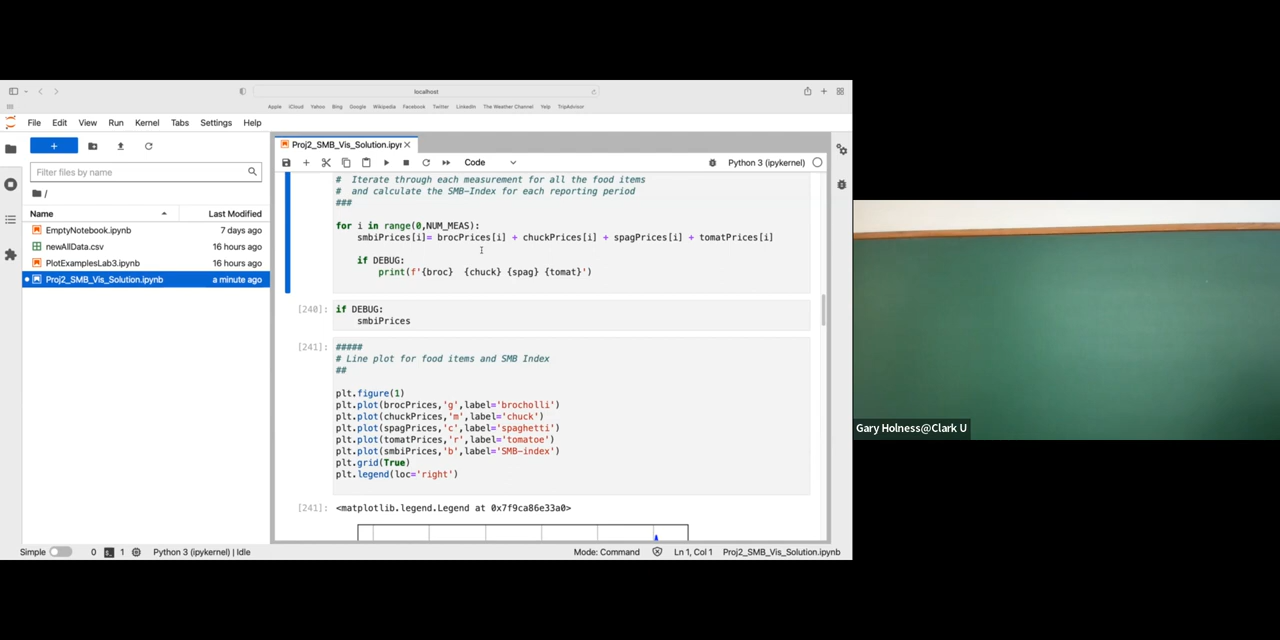 localhost
Apple iCloud Yahoo Bing Google Wikipedia Facebook Twitter LinkedIn The Weather Channel Yelp TripAdvisor
File Edit View Run Kernel Tabs Settings Help
Proj2_SMB_Vis_Solution.ipyr
Filter files by name
Code
Python 3 (ipykernel)
/
Name
Last Modified
EmptyNotebook.ipynb 7 days ago
newAllData.csv 16 hours ago
PlotExamplesLab3.ipynb 16 hours ago
Proj2_SMB_Vis_Solution.ipynb a minute ago
# Iterate through each measurement for all the food items
# and calculate the SMB-Index for each reporting period
###
for i in range(0,NUM_MEAS):
smbiPrices[i]= brocPrices[i] + chuckPrices[i] + spagPrices[i] + tomatPrices[i]
if DEBUG:
print(f'{broc} {chuck} {spag} {tomat}')
[240]: if DEBUG:
smbiPrices
[241]: #####
# Line plot for food items and SMB Index
##
plt.figure(1)
plt.plot(brocPrices,'g',label='brocholli')
plt.plot(chuckPrices,'m',label='chuck')
plt.plot(spagPrices,'c',label='spaghetti')
plt.plot(tomatPrices,'r',label='tomatoe')
plt.plot(smbiPrices,'b',label='SMB-index')
plt.grid(True)
plt.legend(loc='right')
[241]: <matplotlib.legend.Legend at 0x7f9ca86e33a0>
Simple 0 1 Python 3 (ipykernel) | Idle
Mode: Command Ln 1, Col 1 Proj2_SMB_Vis_Solution.ipynb
Gary Holness@Clark U